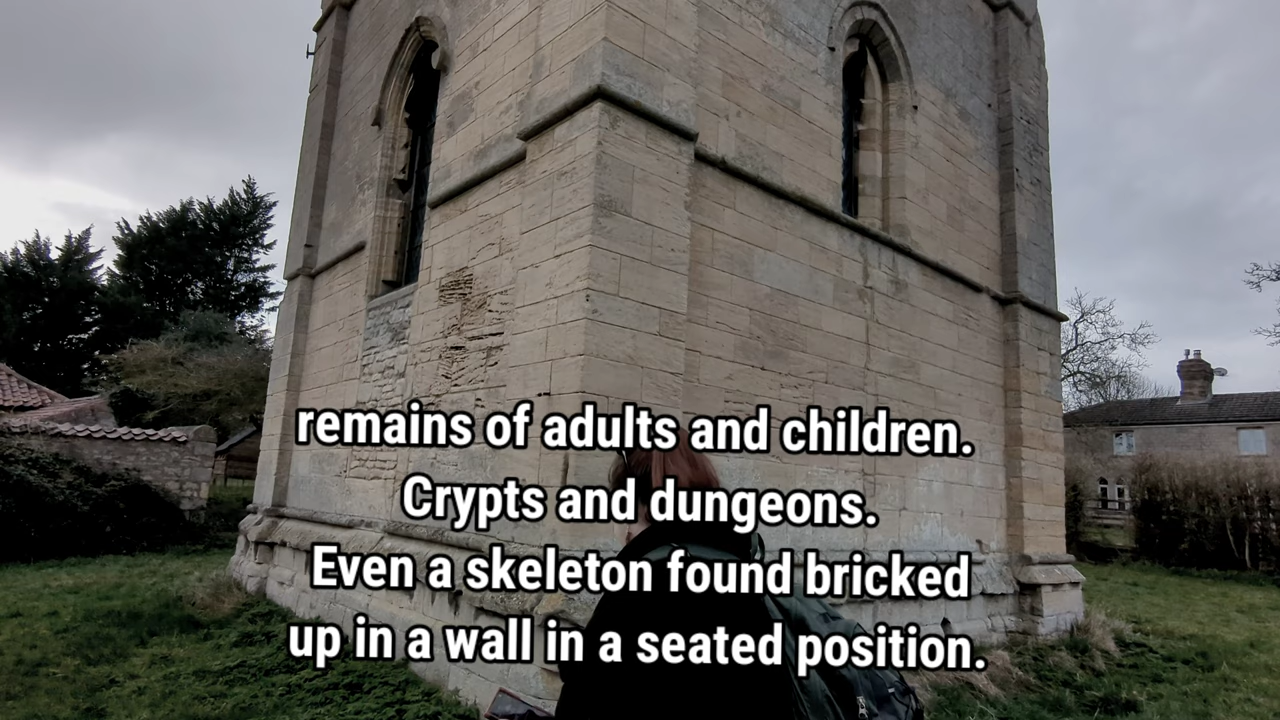 remains of adults and children.
Crypts and dungeons.
Even a skeleton found bricked
up in a wall in a seated position.